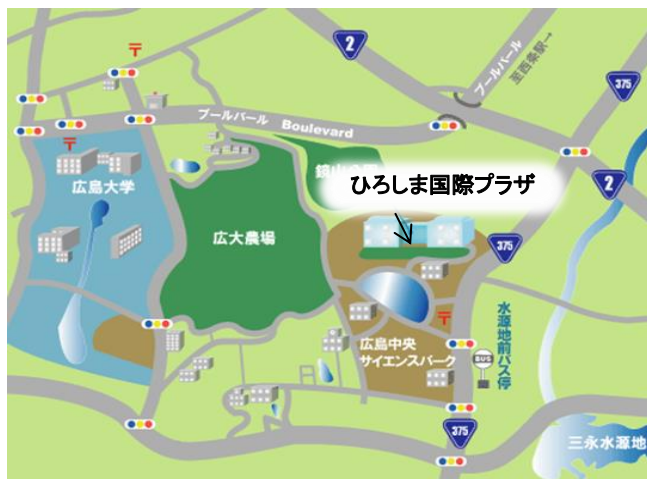 2
ブールバール
至西条駅→
375
ブールバール Boulevard
広島大学
ひろしま国際プラザ
2
広大農場
375
水源地前バス停
広島中央
サイエンスパーク
BUS
375
三永水源地